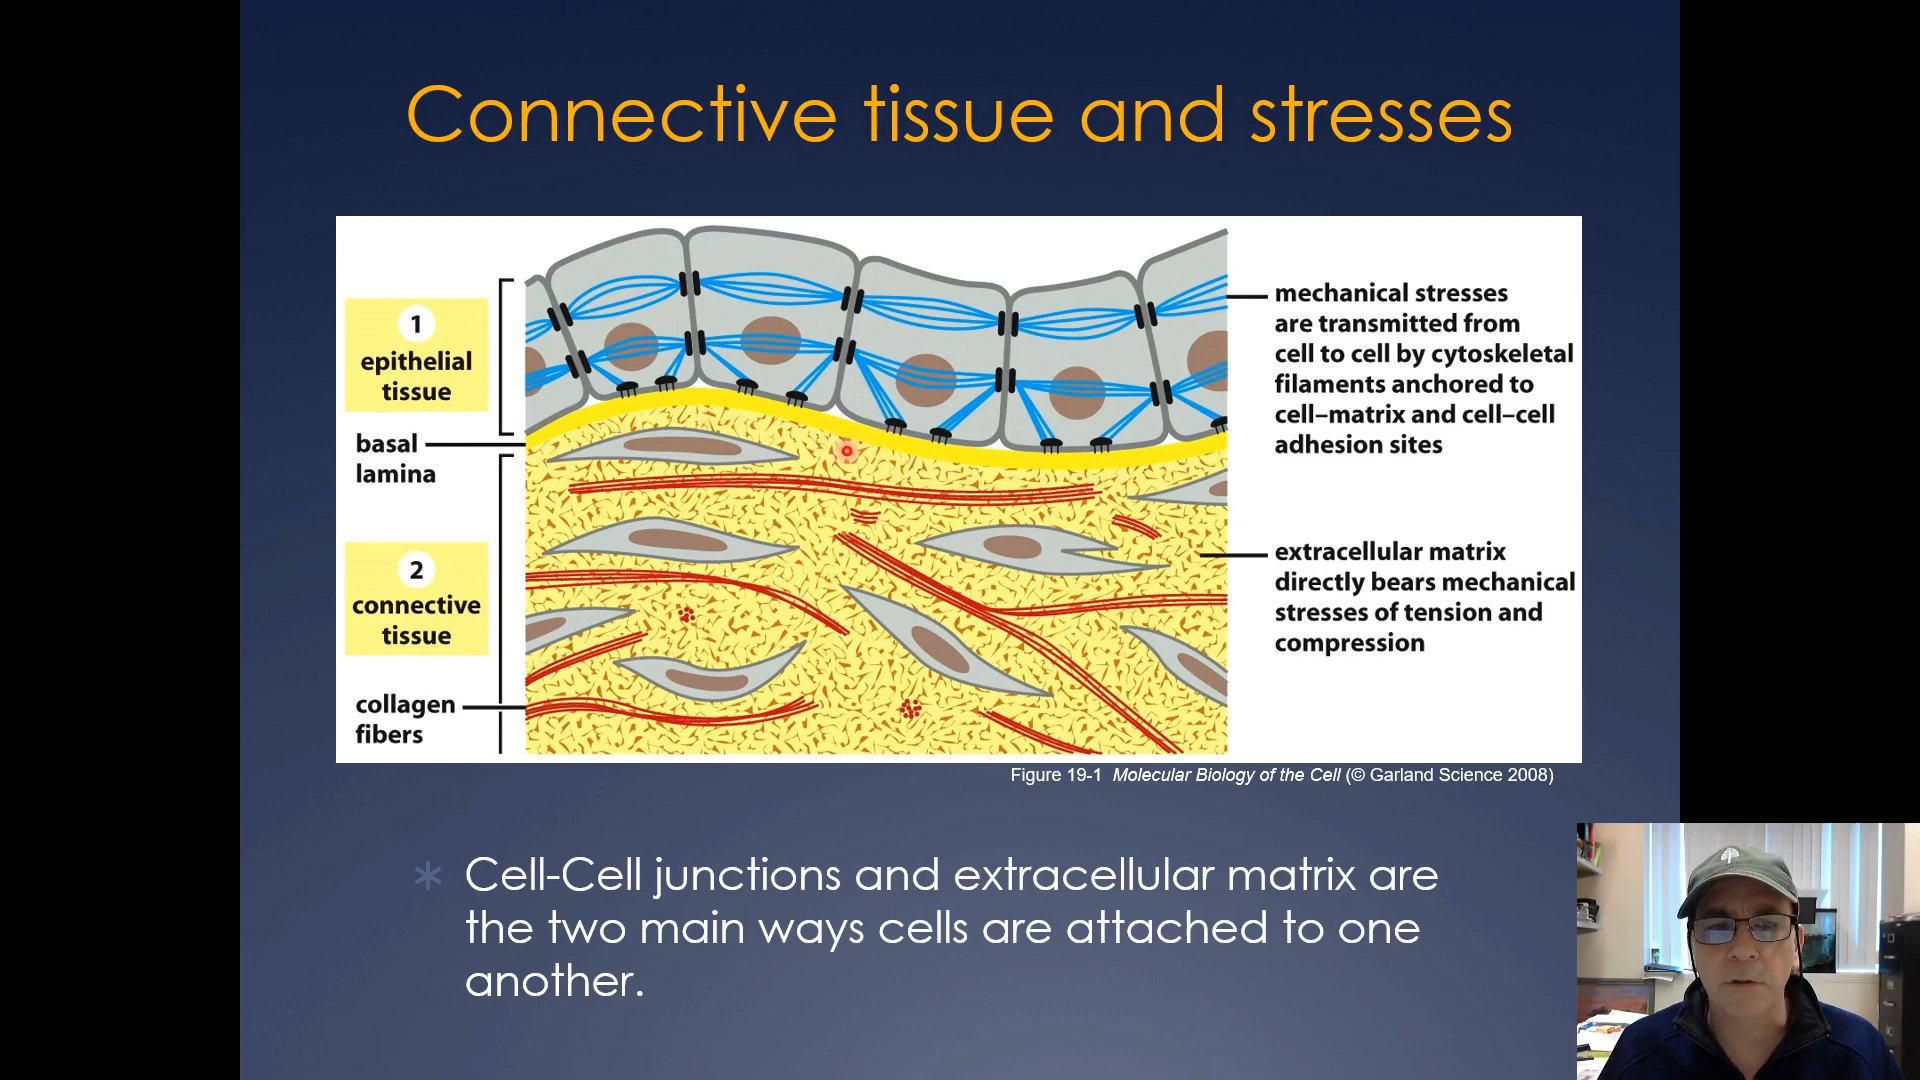 Connective tissue and stresses
1
epithelial
tissue
basal
lamina
2
connective
tissue
collagen
fibers
mechanical stresses
are transmitted from
cell to cell by cytoskeletal
filaments anchored to
cell–matrix and cell–cell
adhesion sites
extracellular matrix
directly bears mechanical
stresses of tension and
compression
Figure 19-1 Molecular Biology of the Cell (© Garland Science 2008)
Cell-Cell junctions and extracellular matrix are
the two main ways cells are attached to one
another.